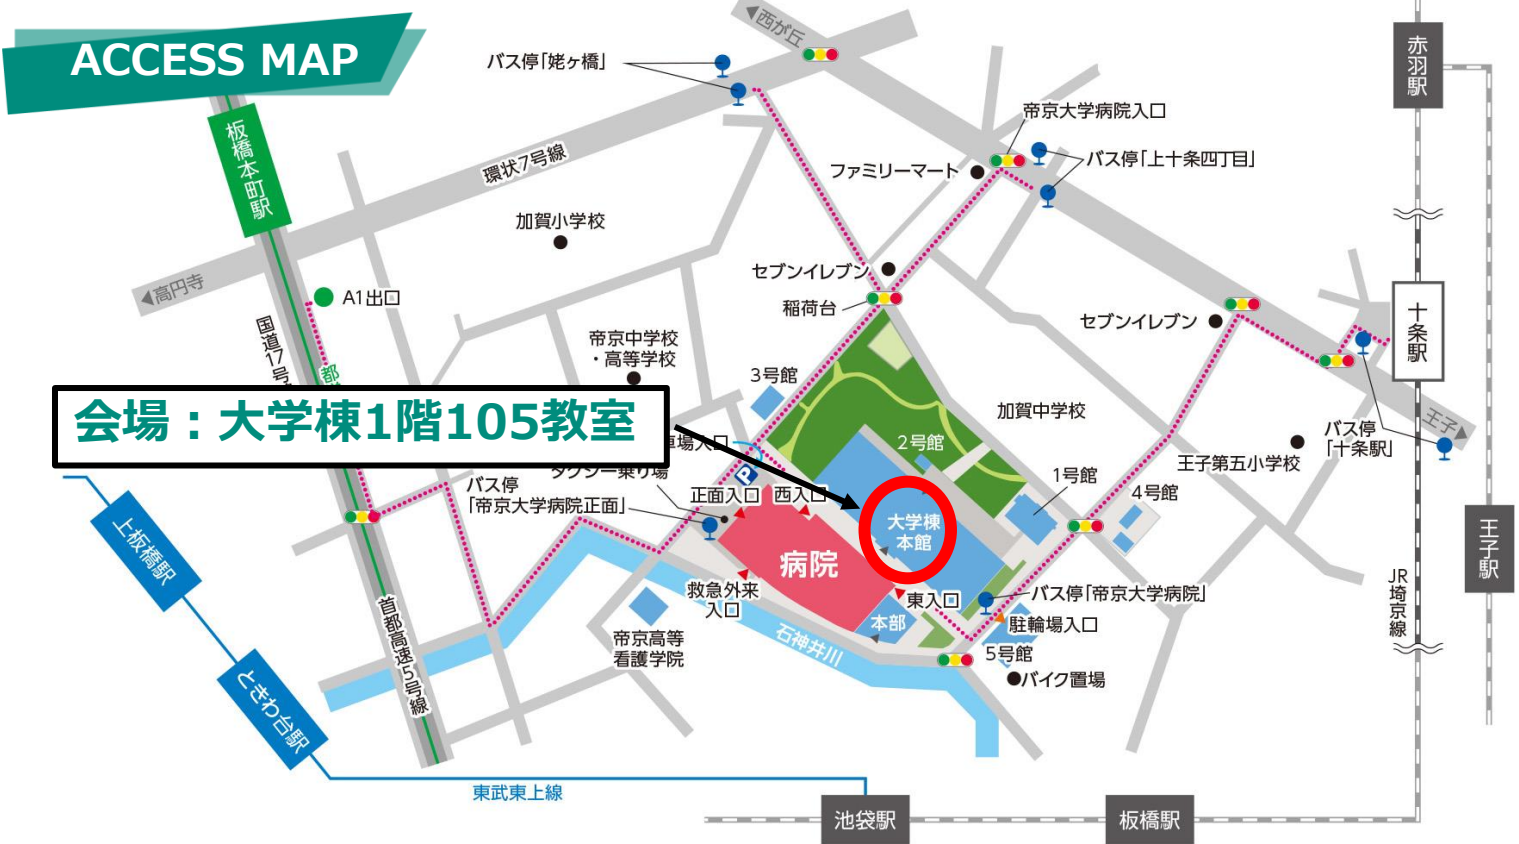 ACCESS MAP
西が丘
バス停「姥ヶ橋」
赤羽駅
帝京大学病院入口
板橋本町駅
環状7号線
ファミリーマート
バス停「上十条四丁目」
加賀小学校
セブンイレブン
高円寺
A1出口
稲荷台
セブンイレブン
十条駅
国道17号
都
帝京中学校
・高等学校
3号館
加賀中学校
会場：大学棟1階105教室
車場入口
2号館
王子
バス停
「十条駅」
王子第五小学校
タクシー乗り場
バス停
「帝京大学病院正面」
正面入口
西入口
1号館
4号館
大学棟
本館
上板橋駅
病院
王子駅
救急外来
入口
東入口
バス停「帝京大学病院」
JR埼京線
首都高速5号線
帝京高等
看護学院
石神井川
本部
駐輪場入口
5号館
バイク置場
ときわ台駅
東武東上線
池袋駅
板橋駅